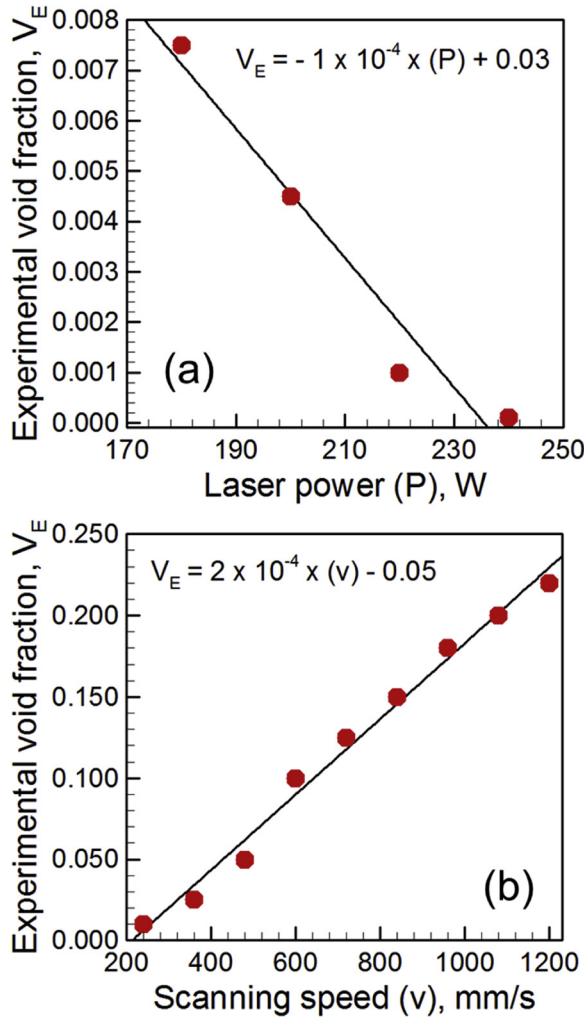 Experimental void fraction, V_E
0.008
0.007
0.006
0.005
0.004
0.003
0.002
0.001
0.000
V_E = - 1 x 10^-4 x (P) + 0.03
(a)
170 190 210 230 250
Laser power (P), W
Experimental void fraction, V_E
0.250
0.200
0.150
0.100
0.050
0.000
V_E = 2 x 10^-4 x (v) - 0.05
(b)
200 400 600 800 1000 1200
Scanning speed (v), mm/s